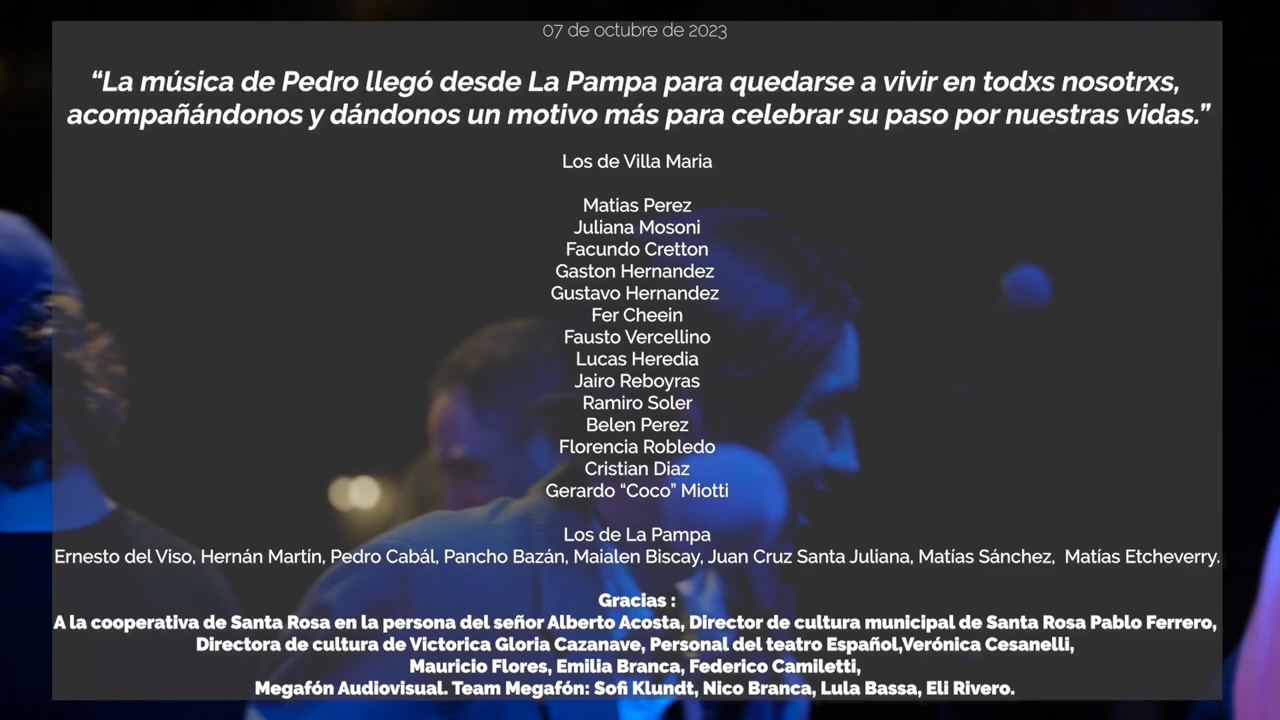 07 de octubre de 2023
“La música de Pedro llegó desde La Pampa para quedarse a vivir en todxs nosotrxs,
acompañándonos y dándonos un motivo más para celebrar su paso por nuestras vidas.”
Los de Villa Maria
Matias Perez
Juliana Mosoni
Facundo Cretton
Gaston Hernandez
Gustavo Hernandez
Fer Cheein
Fausto Vercellino
Lucas Heredia
Jairo Reboyras
Ramiro Soler
Belen Perez
Florencia Robledo
Cristian Diaz
Gerardo “Coco” Miotti
Los de La Pampa
Ernesto del Viso, Hernán Martín, Pedro Cabál, Pancho Bazán, Maialen Biscay, Juan Cruz Santa Juliana, Matías Sánchez,  Matías Etcheverry.
Gracias :
A la cooperativa de Santa Rosa en la persona del señor Alberto Acosta, Director de cultura municipal de Santa Rosa Pablo Ferrero,
Directora de cultura de Victorica Gloria Cazanave, Personal del teatro Español,Verónica Cesanelli,
Mauricio Flores, Emilia Branca, Federico Camiletti,
Megafón Audiovisual. Team Megafón: Sofi Klundt, Nico Branca, Lula Bassa, Eli Rivero.